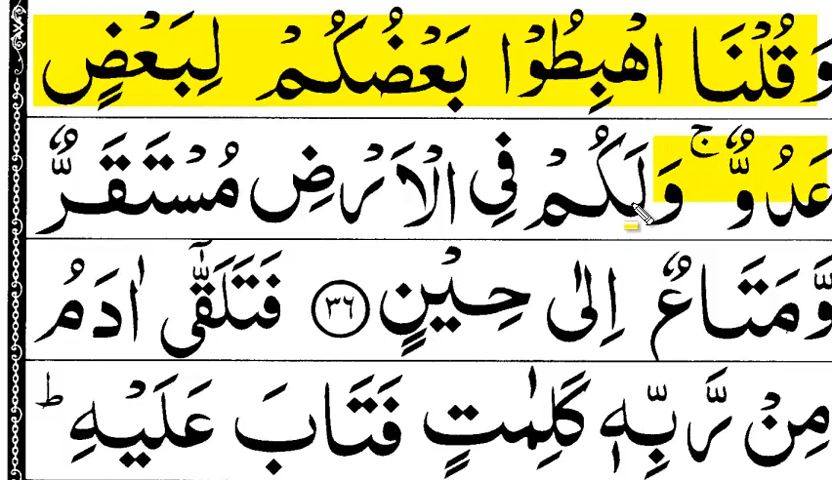 وَقُلْنَا اهْبِطُوْا بَعْضُكُمْ لِبَعْضٍ
عَدُوٌّ ۚ وَلَكُمْ فِى الْاَرْضِ مُسْتَقَرٌّ
وَّمَتَاعٌ اِلٰى حِيْنٍ ﴿٣٦﴾ فَتَلَقّٰٓى اٰدَمُ
مِنْ رَّبِّهٖ كَلِمٰتٍ فَتَابَ عَلَيْهِ ؕ